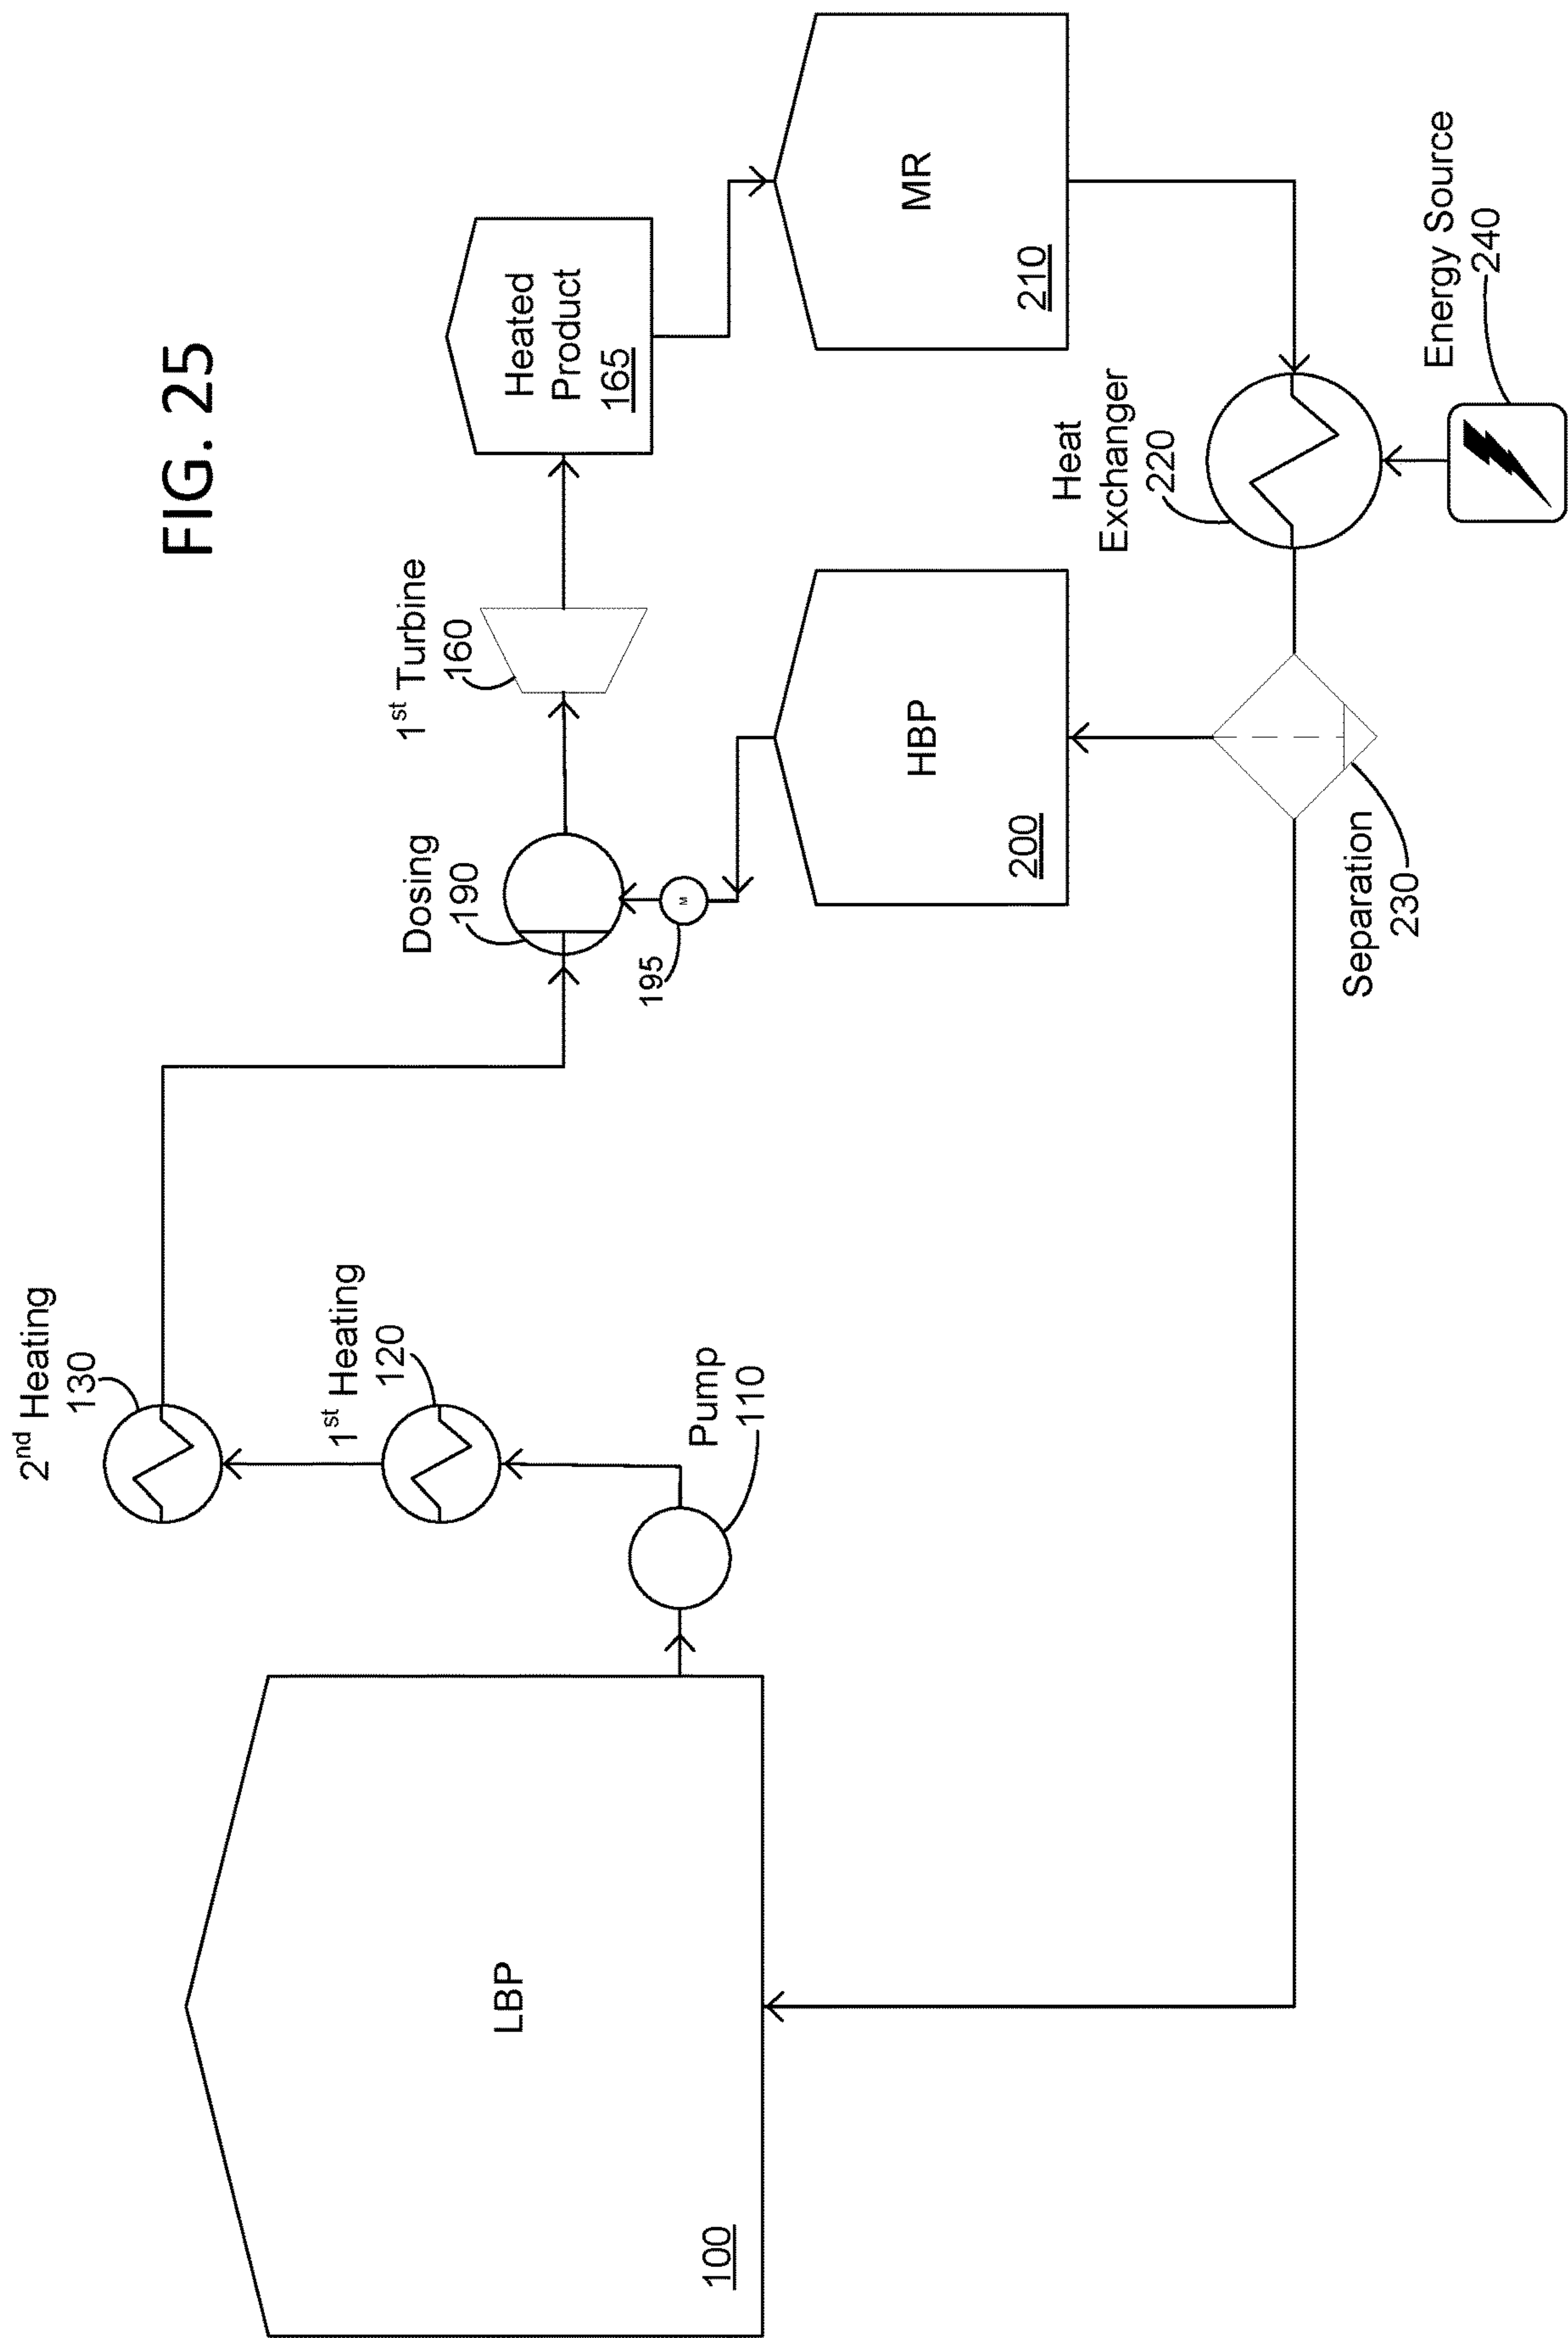 FIG. 25
2nd Heating
130
1st Heating
120
Pump
110
LBP
100
Dosing
190
195
M
1st Turbine
160
Heated
Product
165
MR
210
HBP
200
Heat
Exchanger
220
Separation
230
Energy Source
240